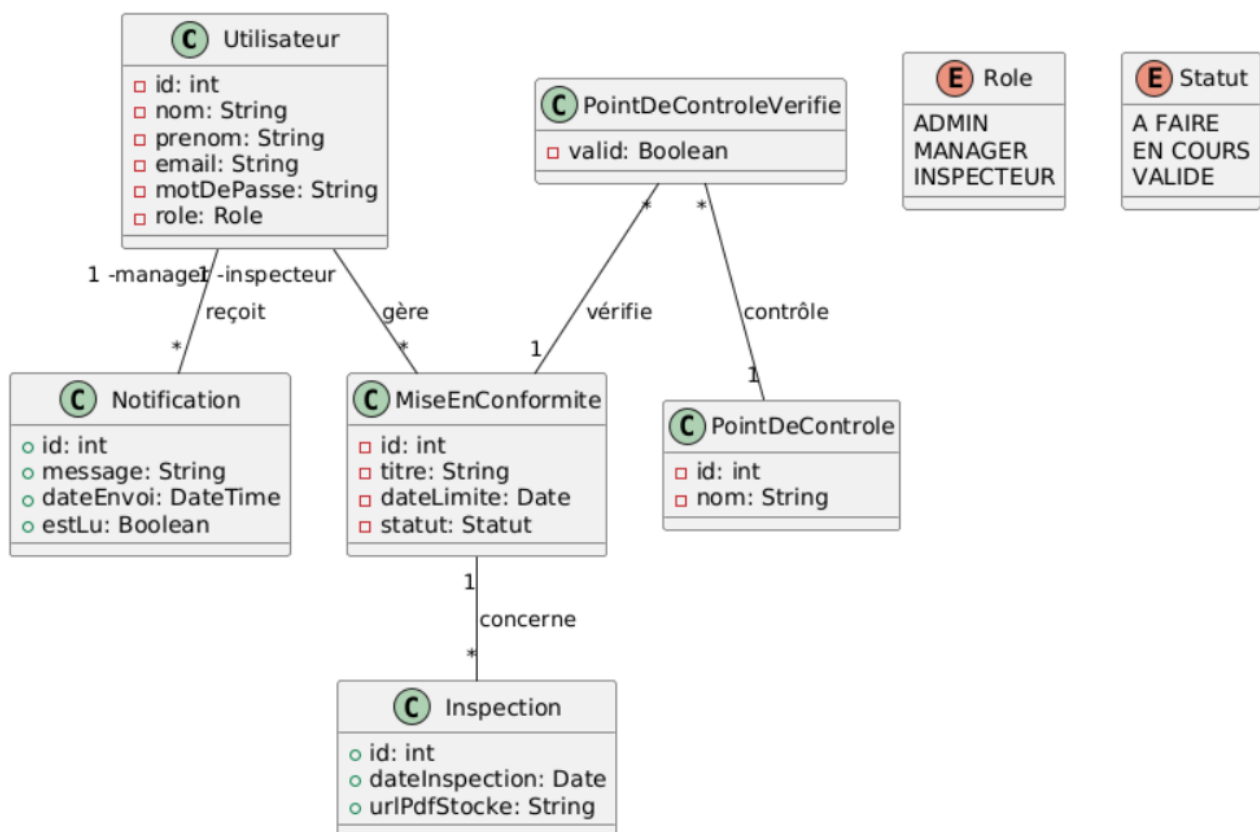 C Utilisateur
id: int
nom: String
prenom: String
email: String
motDePasse: String
role: Role
C PointDeControleVerifie
valid: Boolean
E Role
ADMIN
MANAGER
INSPECTEUR
E Statut
A FAIRE
EN COURS
VALIDE
1 -manager
1 -inspecteur
reçoit
*
gère
*
*
vérifie
1
*
contrôle
1
C Notification
id: int
message: String
dateEnvoi: DateTime
estLu: Boolean
C MiseEnConformite
id: int
titre: String
dateLimite: Date
statut: Statut
C PointDeControle
id: int
nom: String
1
concerne
*
C Inspection
id: int
dateInspection: Date
urlPdfStocke: String